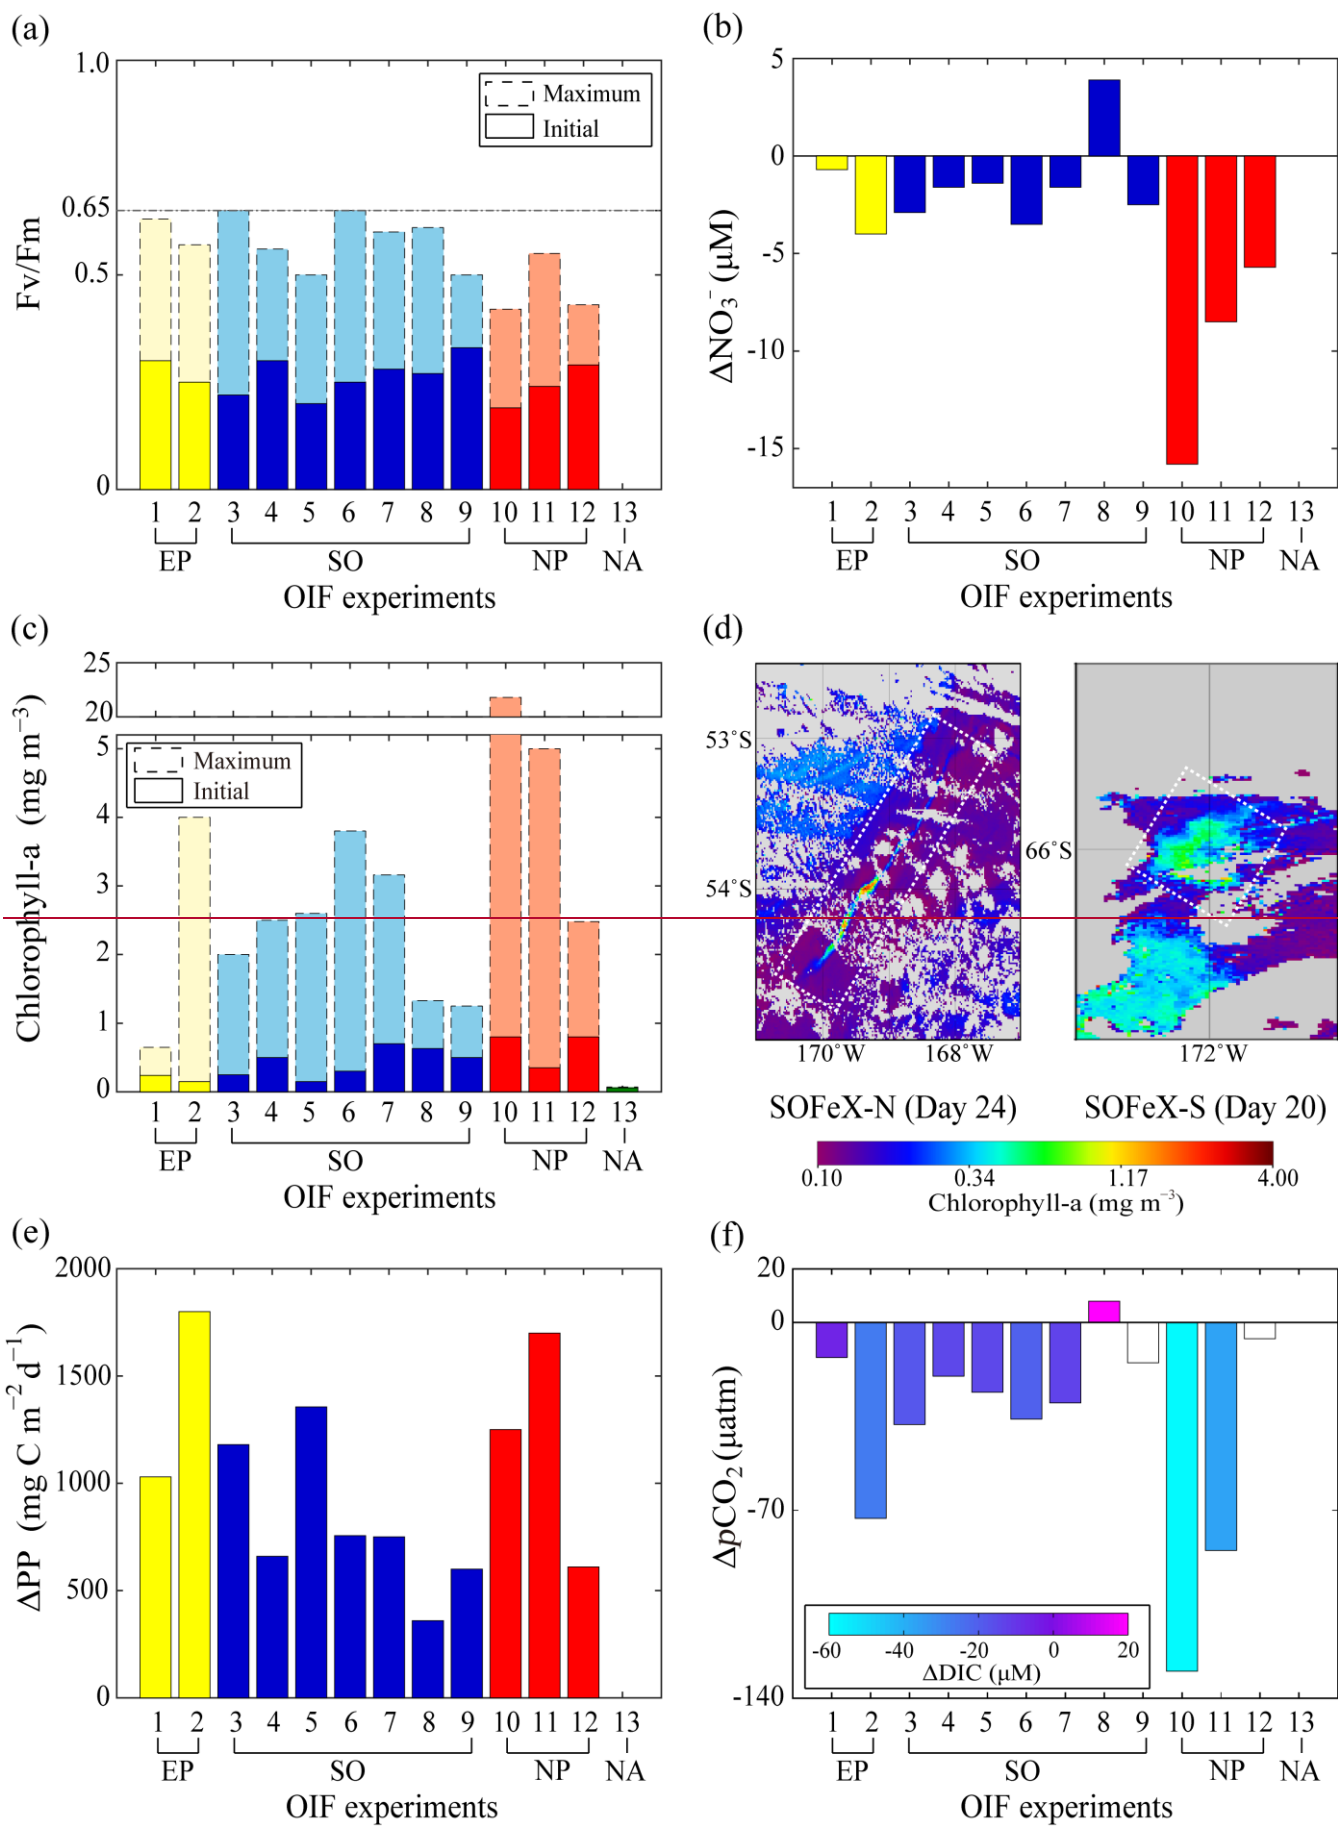 (a)
1.0
0.65
0.5
0
Fv/Fm
Maximum
Initial
1 2 3 4 5 6 7 8 9 10 11 12 13
EP SO NP NA
OIF experiments
(b)
5
0
-5
-10
-15
ΔNO₃⁻ (μM)
1 2 3 4 5 6 7 8 9 10 11 12 13
EP SO NP NA
OIF experiments
(c)
25
20
5
4
3
2
1
0
Chlorophyll-a (mg m⁻³)
Maximum
Initial
1 2 3 4 5 6 7 8 9 10 11 12 13
EP SO NP NA
OIF experiments
(d)
53°S
54°S
170°W 168°W
66°S
172°W
SOFeX-N (Day 24) SOFeX-S (Day 20)
0.10 0.34 1.17 4.00
Chlorophyll-a (mg m⁻³)
(e)
2000
1500
1000
500
0
ΔPP (mg C m⁻² d⁻¹)
1 2 3 4 5 6 7 8 9 10 11 12 13
EP SO NP NA
OIF experiments
(f)
20
0
-70
-140
ΔpCO₂ (μatm)
-60 -40 -20 0 20
ΔDIC (μM)
1 2 3 4 5 6 7 8 9 10 11 12 13
EP SO NP NA
OIF experiments